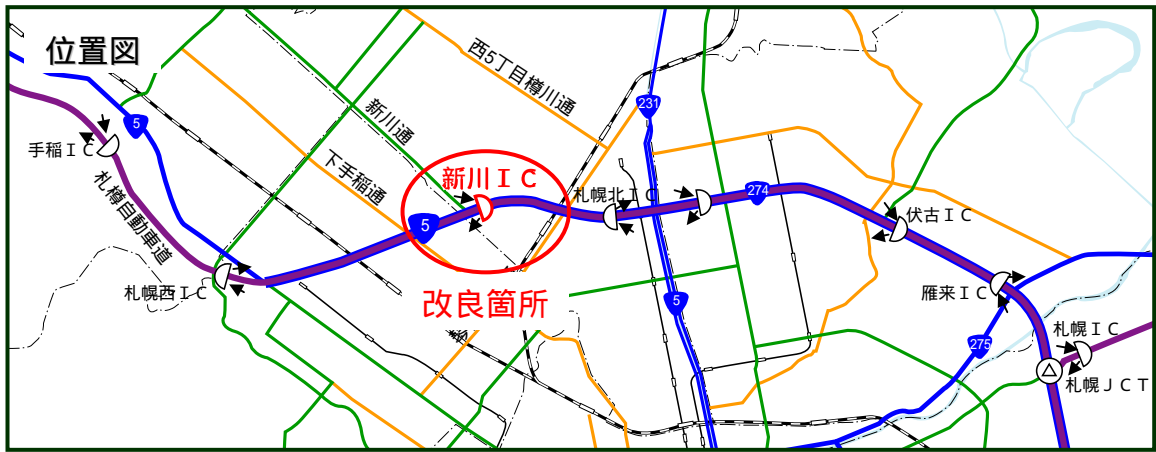 位置図
西5丁目樽川通
新川通
下手稲通
5
231
手稲ＩＣ
札樽自動車道
新川ＩＣ
札幌北ＩＣ
274
伏古ＩＣ
5
札幌西ＩＣ
改良箇所
5
雁来ＩＣ
275
札幌ＩＣ
札幌ＪＣＴ